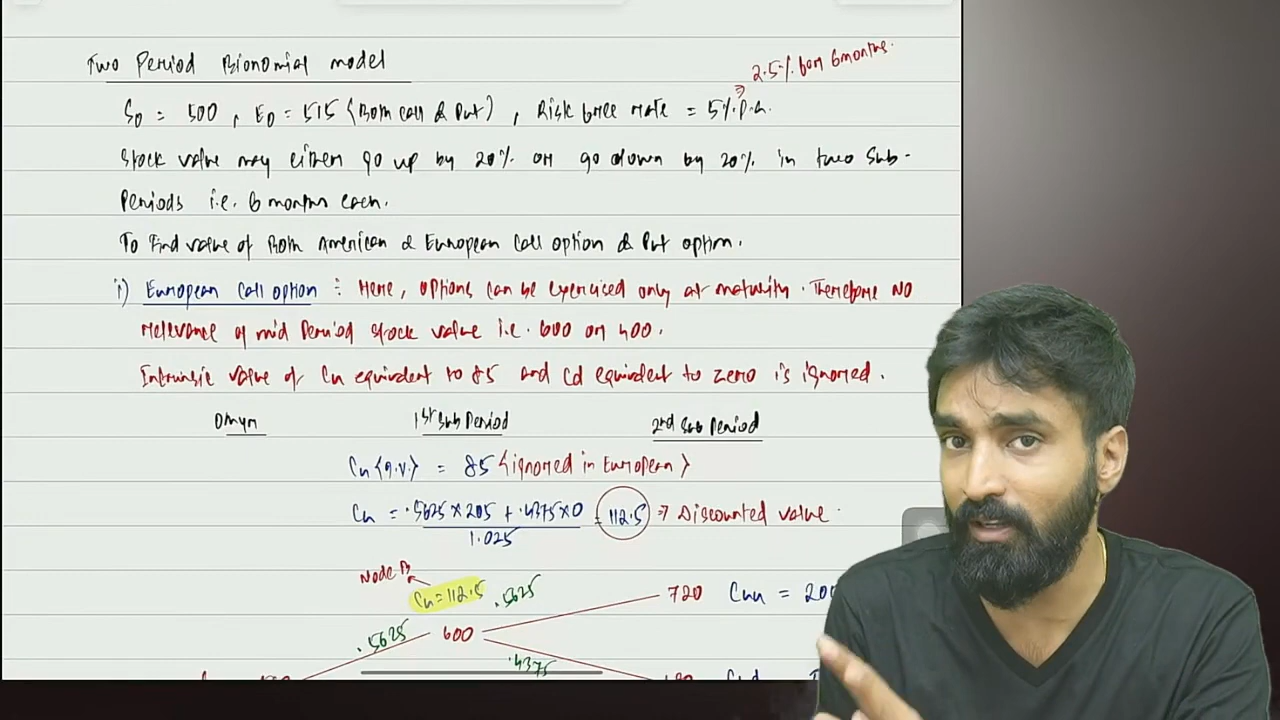 Two Period Bionomial model
2.5% for 6months.
S0 = 500, E0 = 515 (Both call & Put), Risk free rate = 5% p.a.
Stock value may either go up by 20% or go down by 20% in two Sub-
Periods i.e. 6 months each.
To Find value of Both American & European Call option & Put option.
i) European Call option : Here, options can be exercised only at maturity. Therefore No
relevance of mid Period stock value i.e. 600 or 400.
Intrinsic value of Cu equivalent to 85 and Cd equivalent to zero is ignored.
0myr 1st Sub Period 2nd Sub Period
= 85 (ignored in European)
Cu = .5625 x 205 + .4375 x 0 = 112.5 → Discounted value.
1.025
Node B
Cu = 112.5 .5625 720 Cuu =
.5625 600
.4375